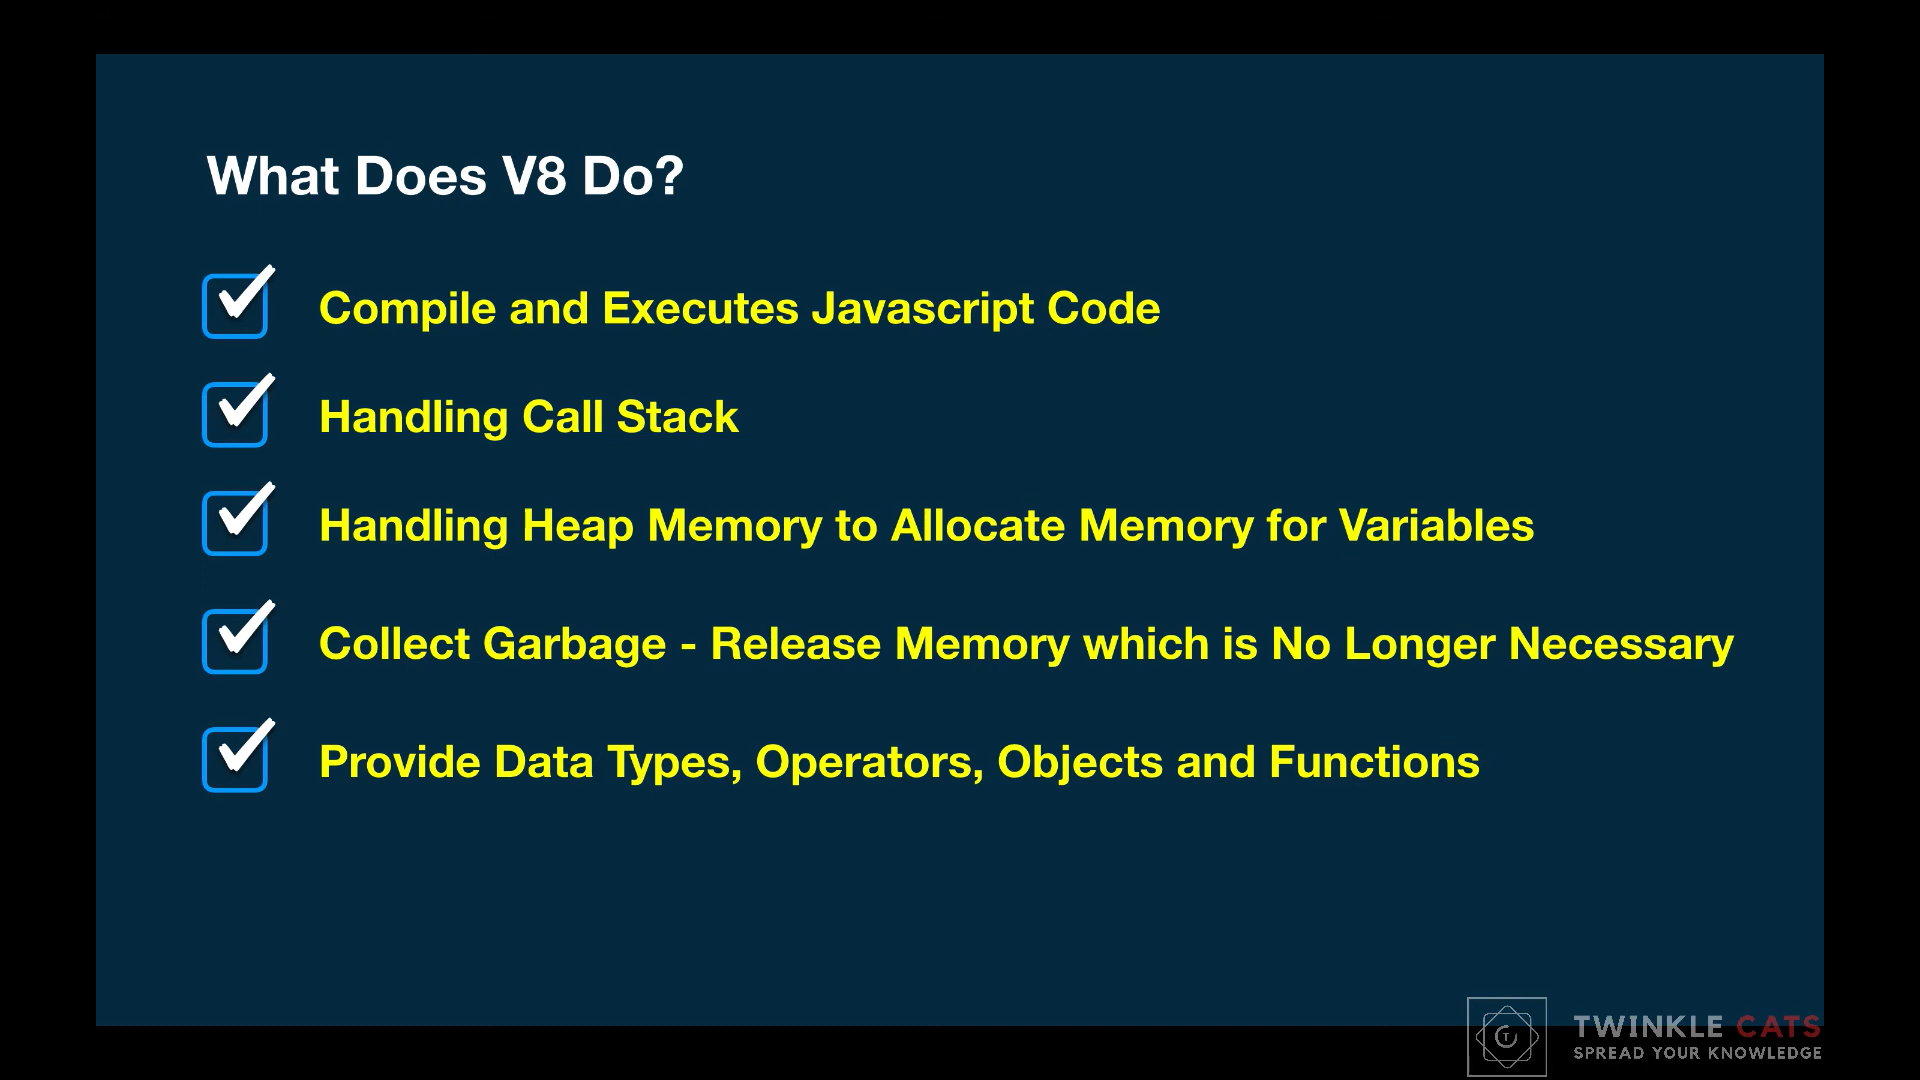 What Does V8 Do?
Compile and Executes Javascript Code
Handling Call Stack
Handling Heap Memory to Allocate Memory for Variables
Collect Garbage - Release Memory which is No Longer Necessary
Provide Data Types, Operators, Objects and Functions
TWINKLE CATS
SPREAD YOUR KNOWLEDGE